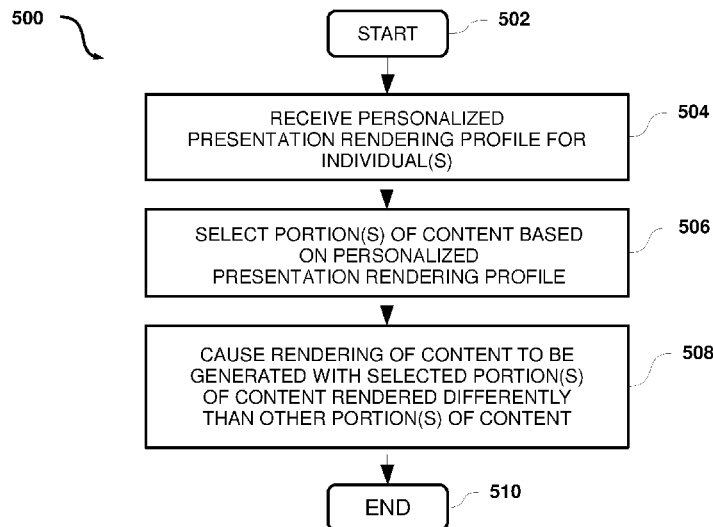 500
START
502
RECEIVE PERSONALIZED
PRESENTATION RENDERING PROFILE FOR
INDIVIDUAL(S)
504
SELECT PORTION(S) OF CONTENT BASED
ON PERSONALIZED
PRESENTATION RENDERING PROFILE
506
CAUSE RENDERING OF CONTENT TO BE
GENERATED WITH SELECTED PORTION(S)
OF CONTENT RENDERED DIFFERENTLY
THAN OTHER PORTION(S) OF CONTENT
508
END
510